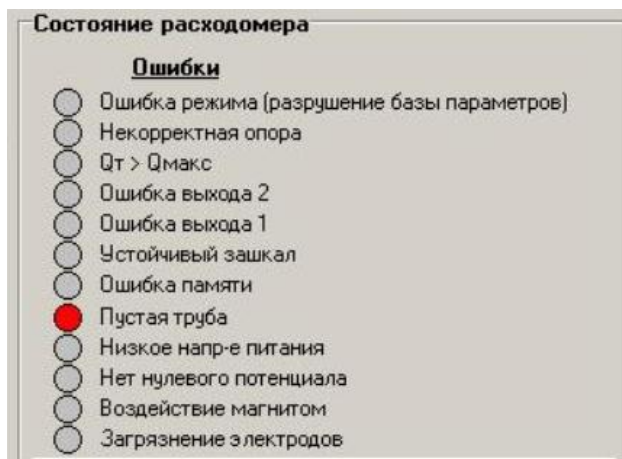 Состояние расходомера
Ошибки
Ошибка режима (разрушение базы параметров)
Некорректная опора
Qт > Qмакс
Ошибка выхода 2
Ошибка выхода 1
Устойчивый зашкал
Ошибка памяти
Пустая труба
Низкое напр-е питания
Нет нулевого потенциала
Воздействие магнитом
Загрязнение электродов